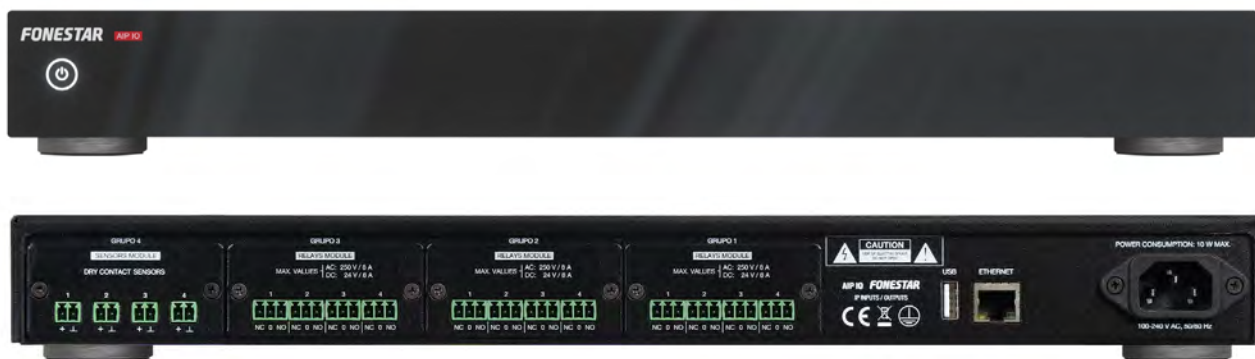 FONESTAR AIP IO
GRUPO 4
SENSORS MODULE
DRY CONTACT SENSORS
1 2 3 4
+ ⊥ + ⊥ + ⊥ + ⊥
GRUPO 3
RELAYS MODULE
MAX. VALUES AC: 250 V / 8 A
DC: 24 V / 8 A
1 2 3 4
NC 0 NO NC 0 NO NC 0 NO NC 0 NO
GRUPO 2
RELAYS MODULE
MAX. VALUES AC: 250 V / 8 A
DC: 24 V / 8 A
1 2 3 4
NC 0 NO NC 0 NO NC 0 NO NC 0 NO
GRUPO 1
RELAYS MODULE
MAX. VALUES AC: 250 V / 8 A
DC: 24 V / 8 A
1 2 3 4
NC 0 NO NC 0 NO NC 0 NO NC 0 NO
CAUTION
AIP IO FONESTAR
IP INPUTS / OUTPUTS
CE
USB
ETHERNET
POWER CONSUMPTION: 10 W MAX.
100-240 V AC, 50/60 Hz